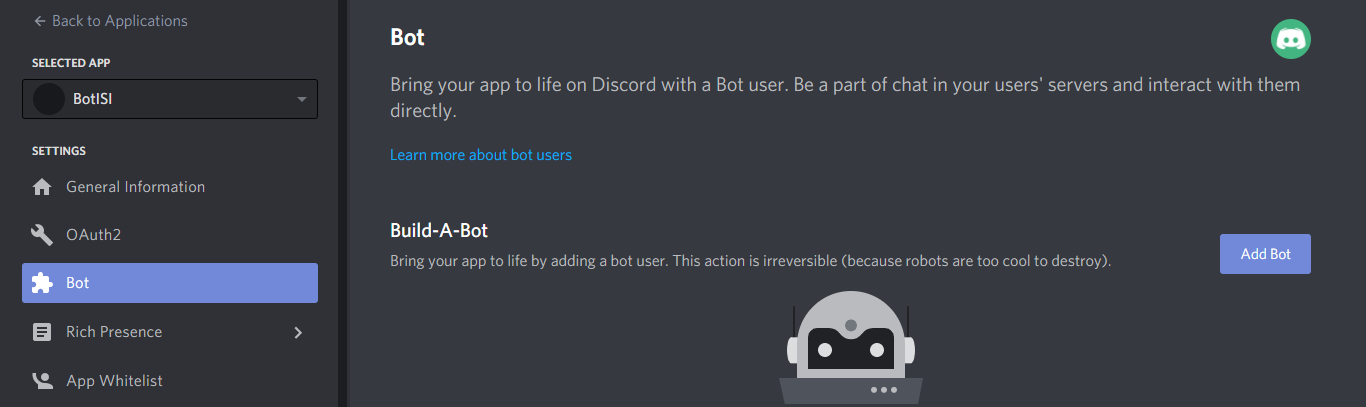 Back to Applications
SELECTED APP
BotISI
SETTINGS
General Information
OAuth2
Bot
Rich Presence
App Whitelist
Bot
Bring your app to life on Discord with a Bot user. Be a part of chat in your users' servers and interact with them
directly.
Learn more about bot users
Build-A-Bot
Bring your app to life by adding a bot user. This action is irreversible (because robots are too cool to destroy).
Add Bot